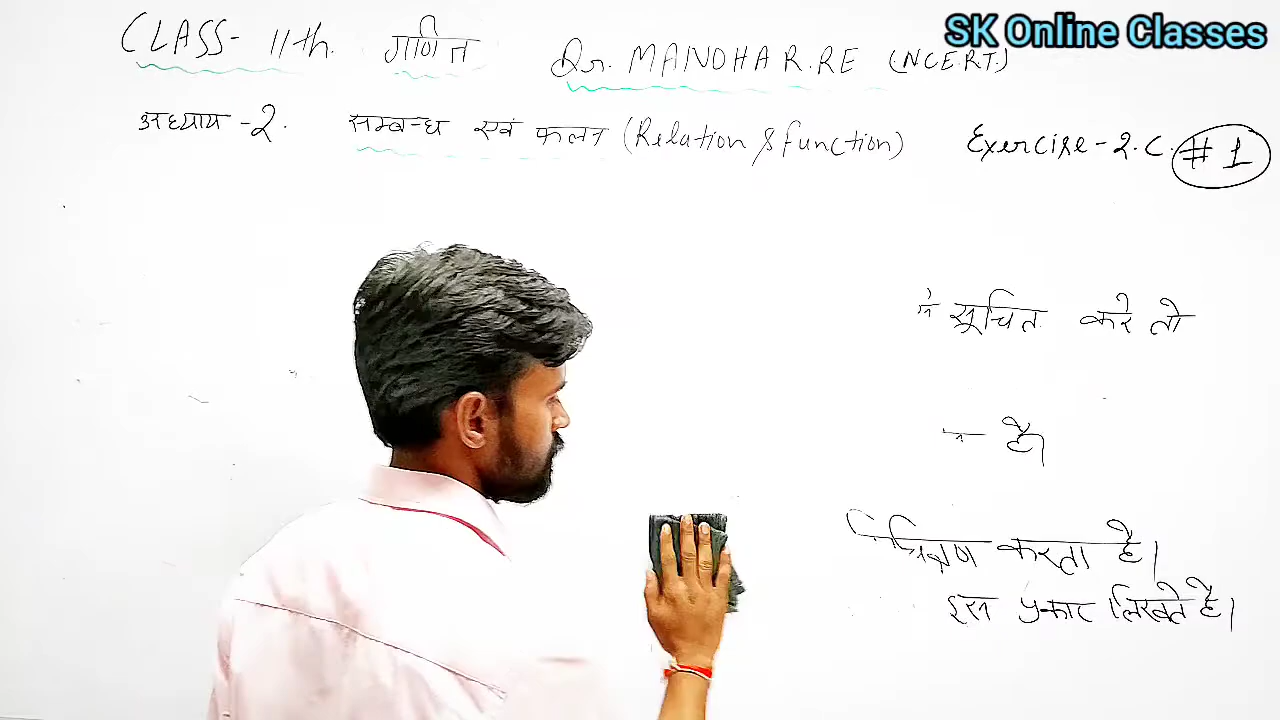 SK Online Classes
CLASS- 11th. गणित Dr. MANOHAR.RE (NCERT)
अध्याय -2. सम्बन्ध एवं फलन (Relation & function) Exercise-2.C. #1
में सूचित करे तो
है।
करता है।
इस प्रकार लिखते है।